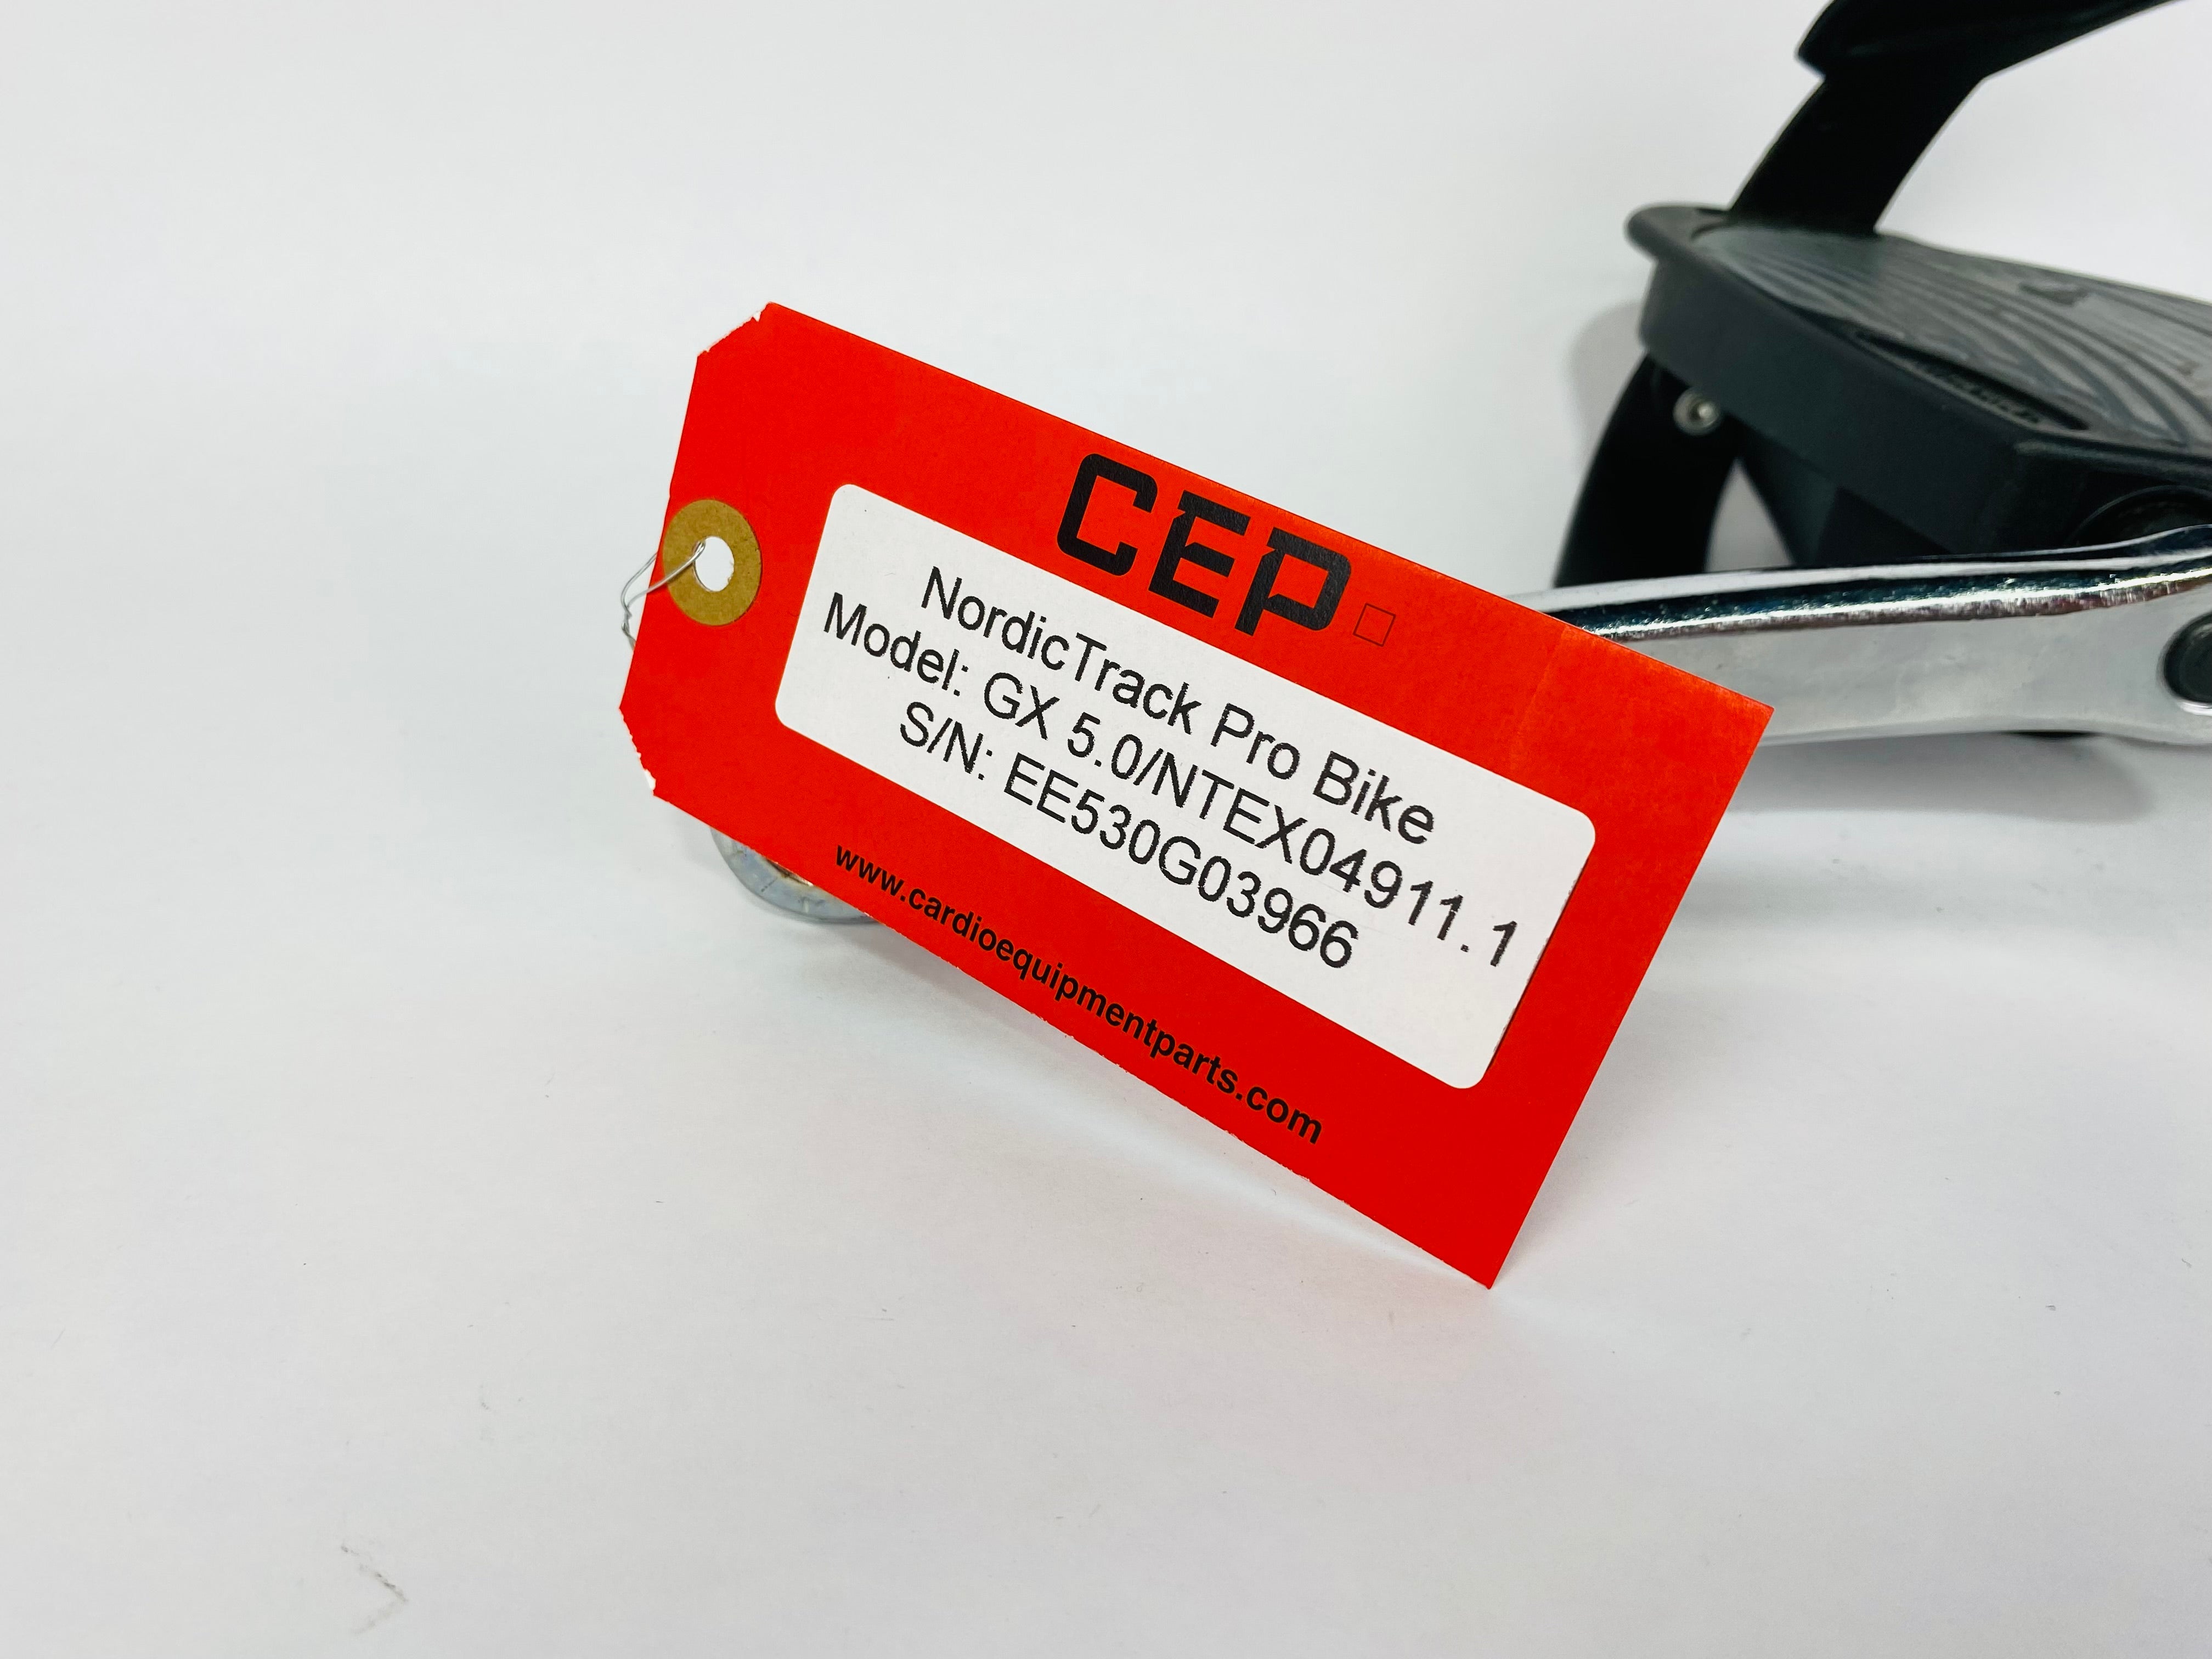 CEP
NordicTrack Pro Bike
Model: GX 5.0/NTEX04911.1
S/N: EE530G03966
www.cardioequipmentparts.com